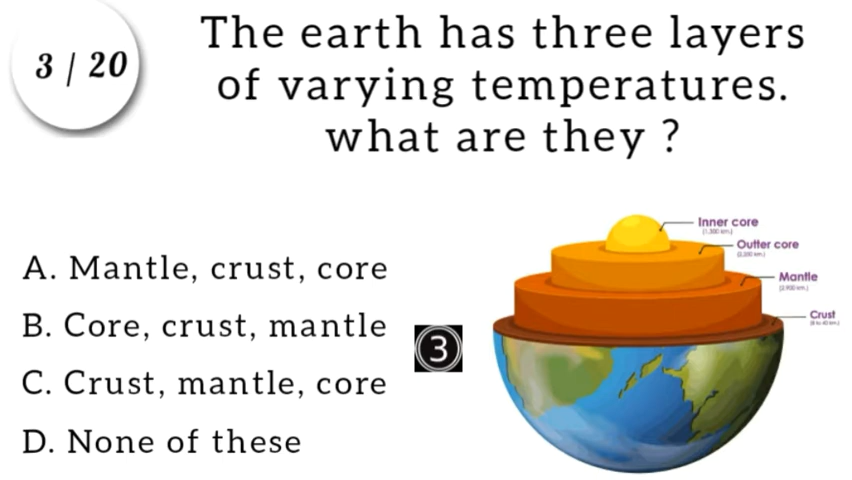 3 / 20
The earth has three layers
of varying temperatures.
what are they ?
A. Mantle, crust, core
B. Core, crust, mantle
C. Crust, mantle, core
D. None of these
3
Inner core
Outter core
Mantle
Crust